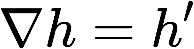 ∇h = h′